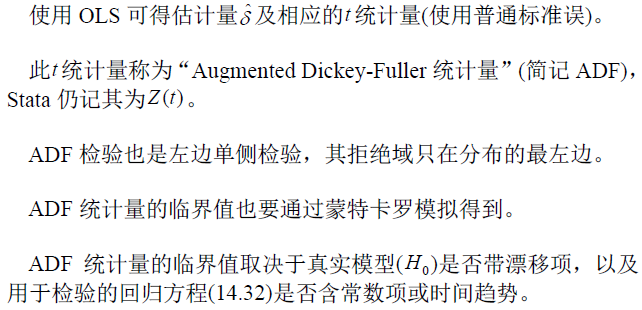 使用 OLS 可得估计量δ̂及相应的t统计量(使用普通标准误)。
此t统计量称为“Augmented Dickey-Fuller 统计量”(简记 ADF),
Stata 仍记其为Z(t)。
ADF 检验也是左边单侧检验，其拒绝域只在分布的最左边。
ADF 统计量的临界值也要通过蒙特卡罗模拟得到。
ADF 统计量的临界值取决于真实模型(H₀)是否带漂移项，以及
用于检验的回归方程(14.32)是否含常数项或时间趋势。